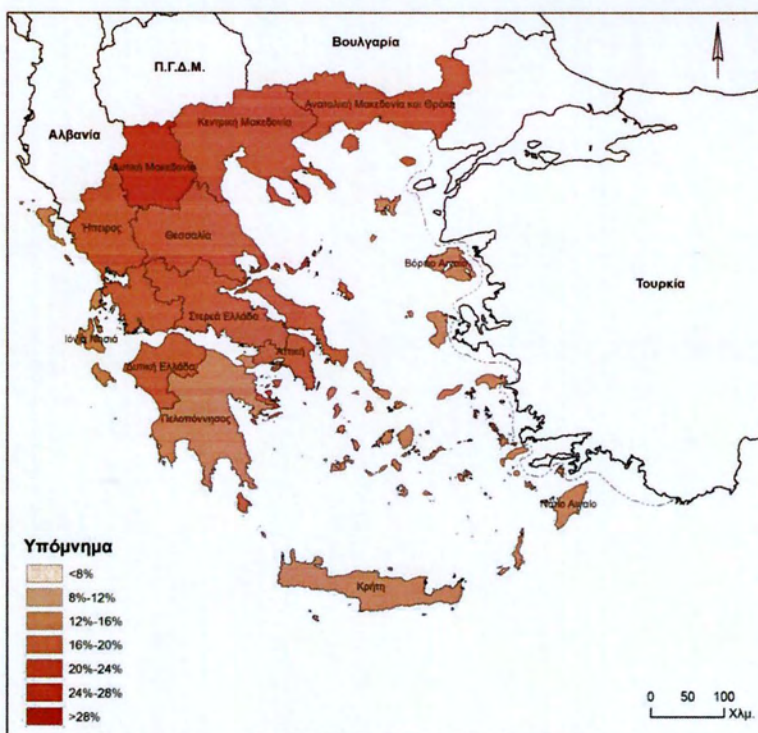 Βουλγαρία
Π.Γ.Δ.Μ.
Ανατολική Μακεδονία και Θράκη
Κεντρική Μακεδονία
Αλβανία
Δυτική Μακεδονία
Ήπειρος
Θεσσαλία
Βόρειο Αιγαίο
Τουρκία
Στερεά Ελλάδα
Ιόνια Νησιά
Αττική
Δυτική Ελλάδα
Πελοπόννησος
Νότιο Αιγαίο
Κρήτη
Υπόμνημα
<8%
8%-12%
12%-16%
16%-20%
20%-24%
24%-28%
>28%
0 50 100
Χλμ.